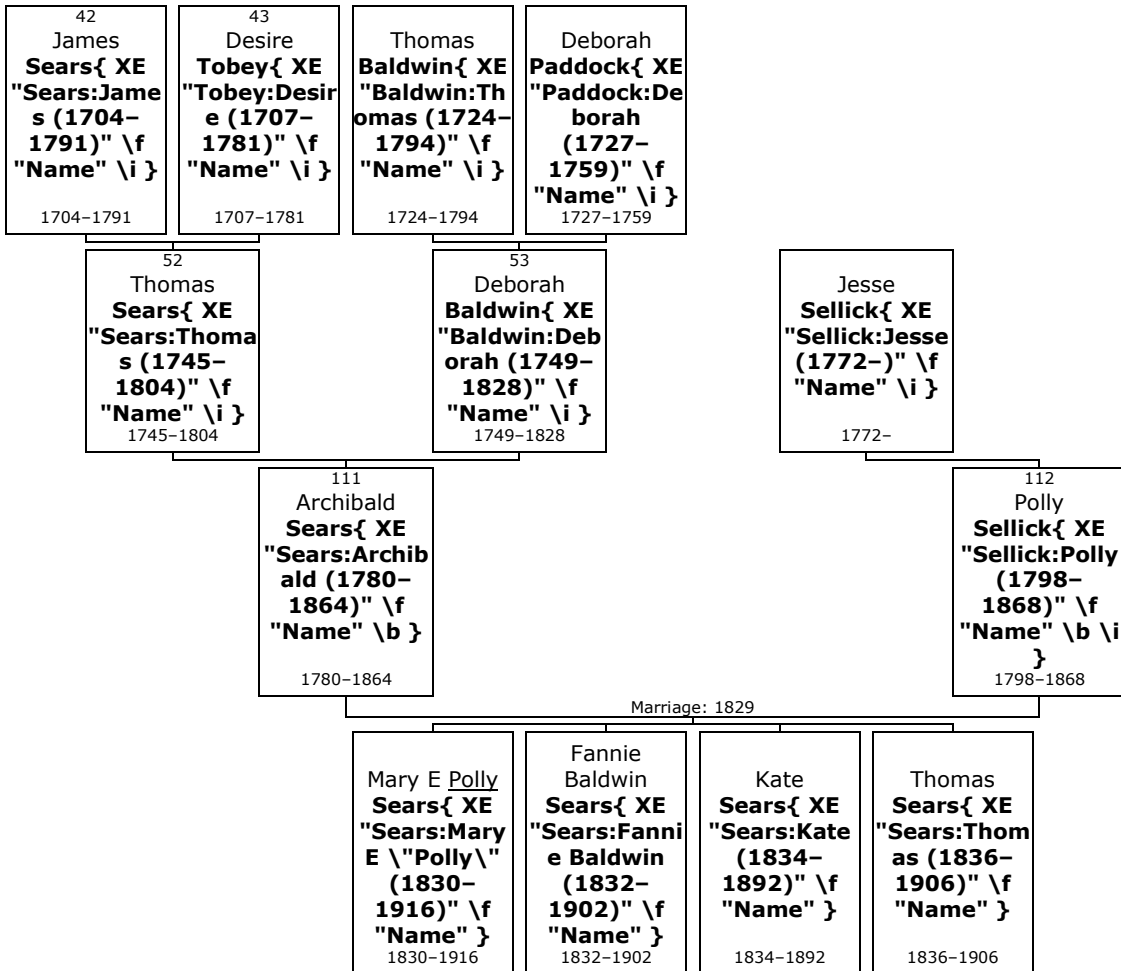 42
James
Sears{ XE
"Sears:Jame
s (1704–
1791)" \f
"Name" \i }
1704–1791
43
Desire
Tobey{ XE
"Tobey:Desir
e (1707–
1781)" \f
"Name" \i }
1707–1781
Thomas
Baldwin{ XE
"Baldwin:Th
omas (1724–
1794)" \f
"Name" \i }
1724–1794
Deborah
Paddock{ XE
"Paddock:De
borah
(1727–
1759)" \f
"Name" \i }
1727–1759
52
Thomas
Sears{ XE
"Sears:Thoma
s (1745–
1804)" \f
"Name" \i }
1745–1804
53
Deborah
Baldwin{ XE
"Baldwin:Deb
orah (1749–
1828)" \f
"Name" \i }
1749–1828
Jesse
Sellick{ XE
"Sellick:Jesse
(1772–)" \f
"Name" \i }
1772–
111
Archibald
Sears{ XE
"Sears:Archib
ald (1780–
1864)" \f
"Name" \b }
1780–1864
112
Polly
Sellick{ XE
"Sellick:Polly
(1798–
1868)" \f
"Name" \b \i
}
1798–1868
Marriage: 1829
Mary E Polly
Sears{ XE
"Sears:Mary
E \"Polly\"
(1830–
1916)" \f
"Name" }
1830–1916
Fannie
Baldwin
Sears{ XE
"Sears:Fanni
e Baldwin
(1832–
1902)" \f
"Name" }
1832–1902
Kate
Sears{ XE
"Sears:Kate
(1834–
1892)" \f
"Name" }
1834–1892
Thomas
Sears{ XE
"Sears:Thom
as (1836–
1906)" \f
"Name" }
1836–1906